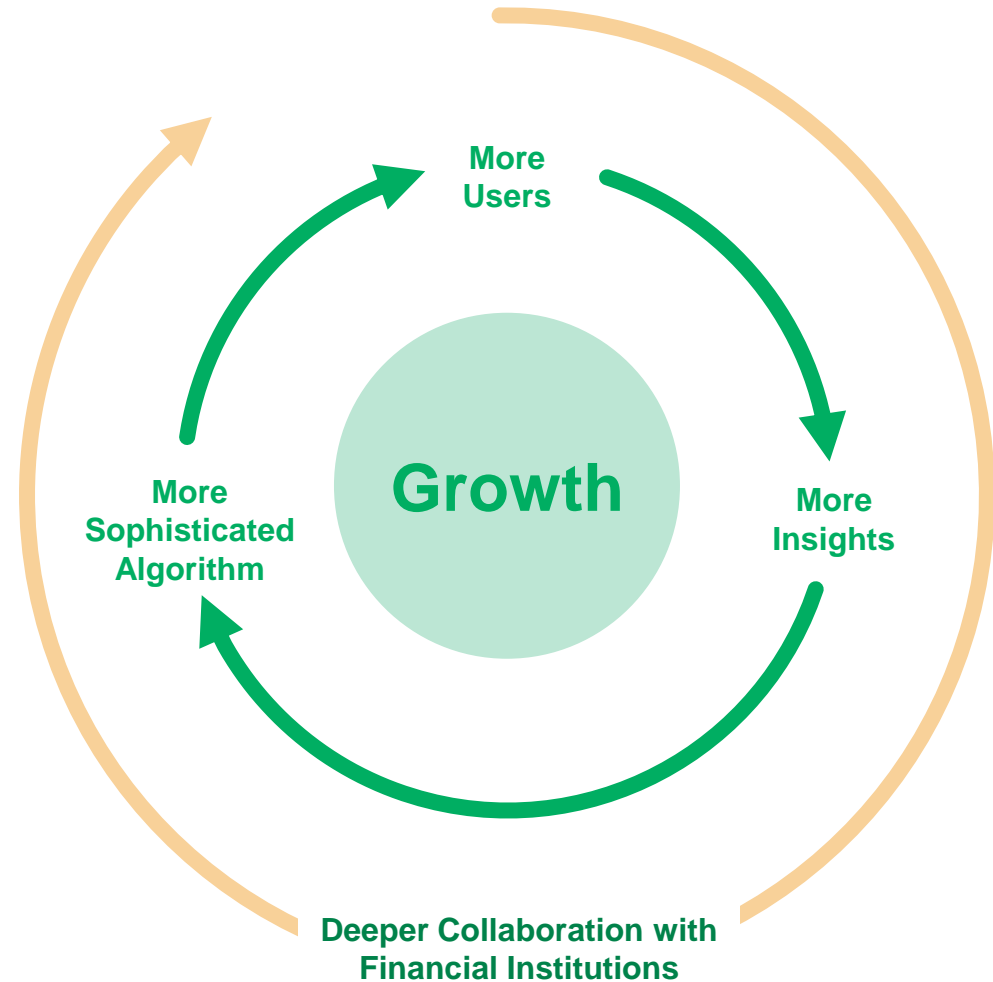 More
Users
Growth
More
Sophisticated
Algorithm
More
Insights
Deeper Collaboration with
Financial Institutions